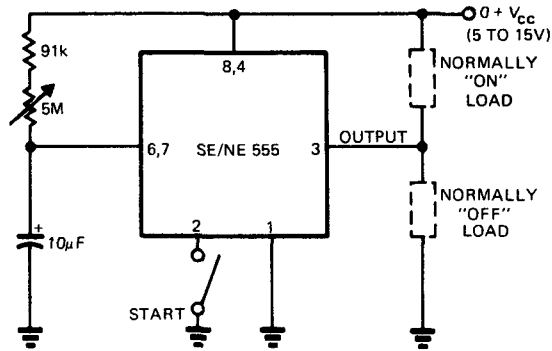 0 + Vcc
(5 TO 15V)
91k
8,4
NORMALLY
"ON"
LOAD
5M
6,7
SE/NE 555
3
OUTPUT
NORMALLY
"OFF"
LOAD
+
10μF
2
1
START